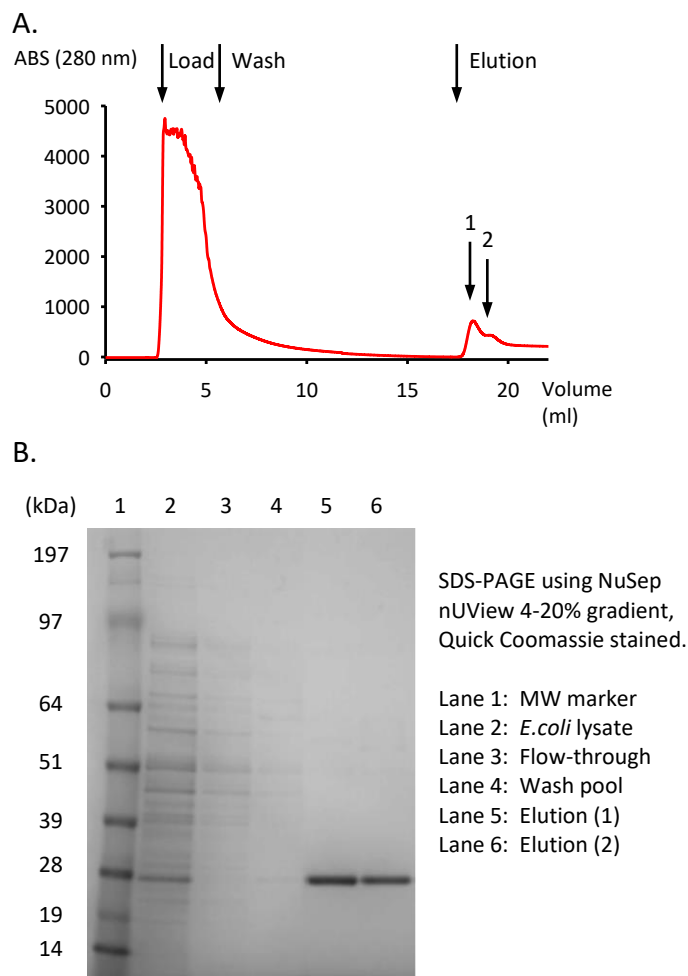 A.
ABS (280 nm) Load Wash Elution
5000
4000
3000
2000
1000
0
1
2
0 5 10 15 20 Volume
(ml)
B.
(kDa) 1 2 3 4 5 6
197
97
64
51
39
28
19
14
SDS-PAGE using NuSep
nUView 4-20% gradient,
Quick Coomassie stained.
Lane 1: MW marker
Lane 2: E.coli lysate
Lane 3: Flow-through
Lane 4: Wash pool
Lane 5: Elution (1)
Lane 6: Elution (2)